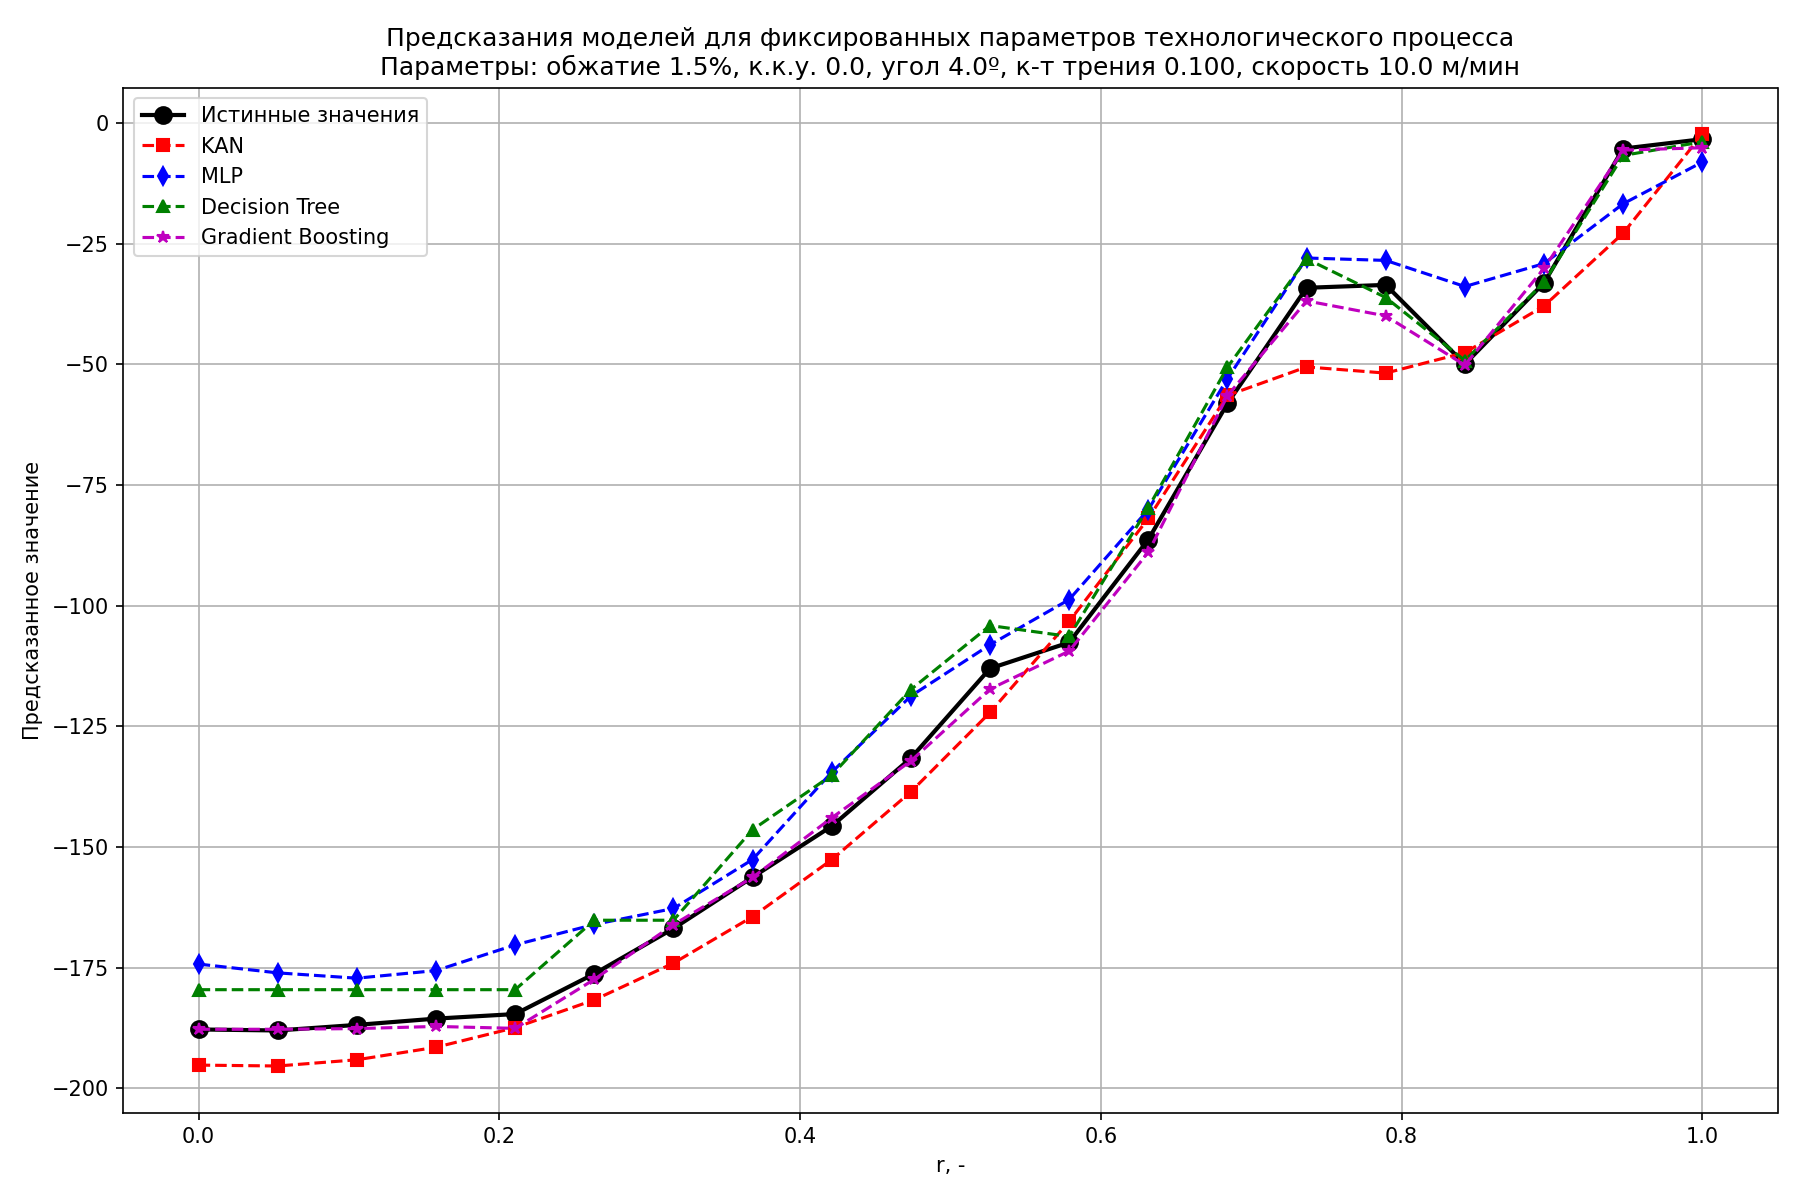 Предсказания моделей для фиксированных параметров технологического процесса
Параметры: обжатие 1.5%, к.к.у. 0.0, угол 4.0º, к-т трения 0.100, скорость 10.0 м/мин
Истинные значения
KAN
MLP
Decision Tree
Gradient Boosting
Предсказанное значение
0
−25
−50
−75
−100
−125
−150
−175
−200
0.0 0.2 0.4 0.6 0.8 1.0
r, -